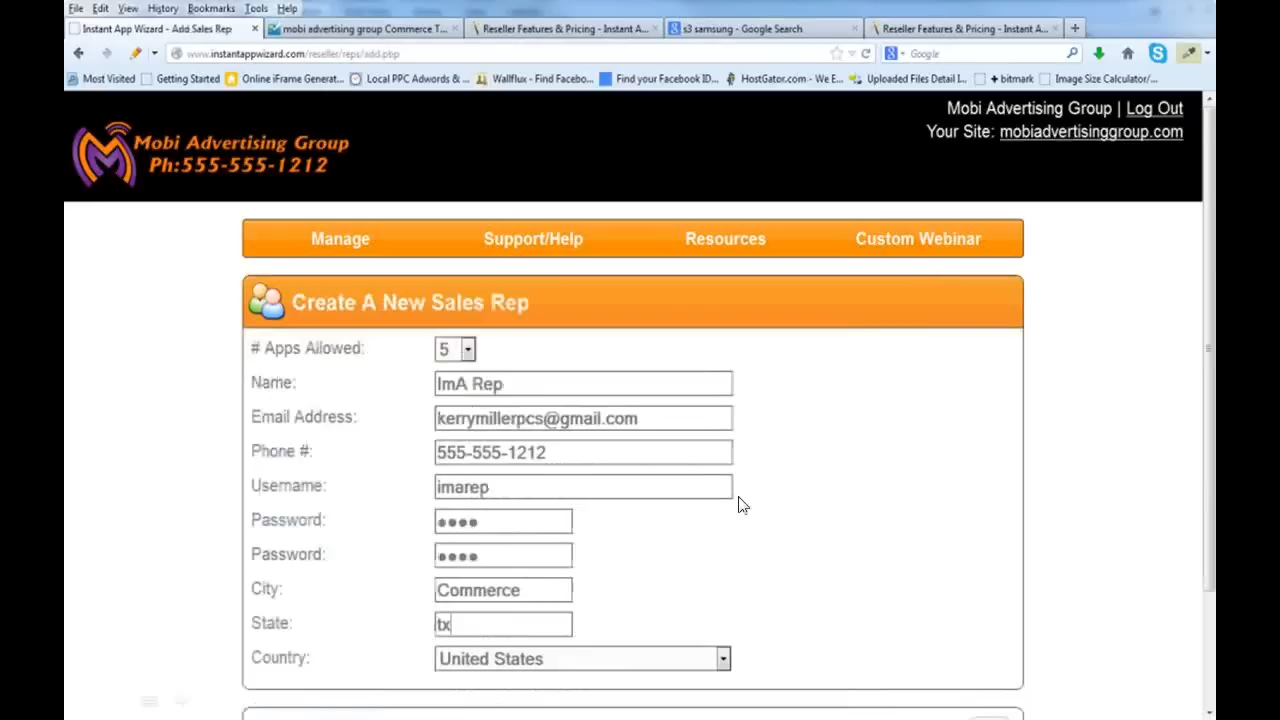 File Edit View History Bookmarks Tools Help
Instant App Wizard - Add Sales Rep × mobi advertising group Commerce T... × Reseller Features & Pricing - Instant A... × s3 samsung - Google Search × Reseller Features & Pricing - Instant A... × +
www.instantappwizard.com/reseller/reps/add.php Google
Most Visited Getting Started Online iFrame Generat... Local PPC Adwords & ... Wallflux - Find Facebo... Find your Facebook ID... HostGator.com - We E... Uploaded Files Detail I... + bitmark Image Size Calculator/...
Mobi Advertising Group | Log Out
Your Site: mobiadvertisinggroup.com
Mobi Advertising Group
Ph:555-555-1212
Manage Support/Help Resources Custom Webinar
Create A New Sales Rep
# Apps Allowed: 5
Name: ImA Rep
Email Address: kerrymillerpcs@gmail.com
Phone #: 555-555-1212
Username: imarep
Password: ●●●●
Password: ●●●●
City: Commerce
State: tx
Country: United States